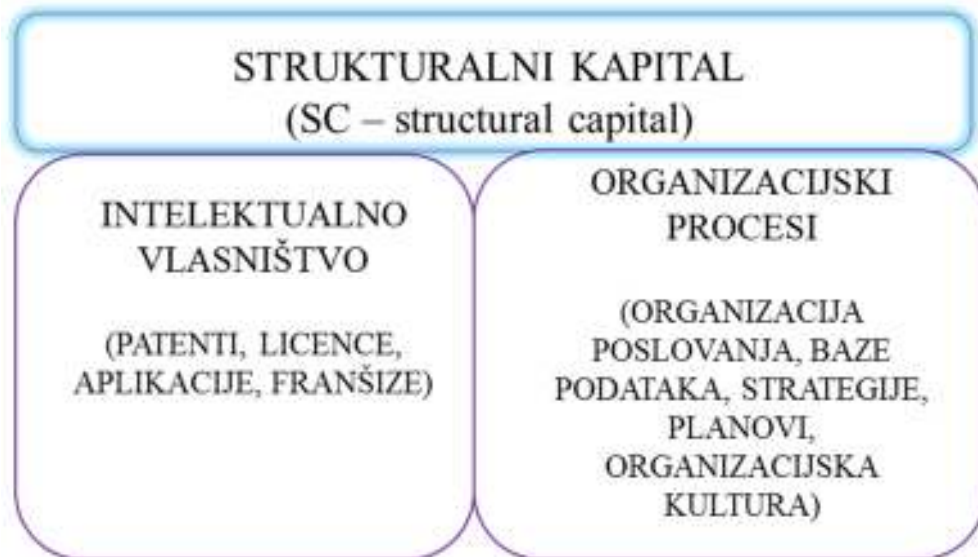 STRUKTURALNI KAPITAL
(SC – structural capital)
INTELEKTUALNO
VLASNIŠTVO
(PATENTI, LICENCE,
APLIKACIJE, FRANŠIZE)
ORGANIZACIJSKI
PROCESI
(ORGANIZACIJA
POSLOVANJA, BAZE
PODATAKA, STRATEGIJE,
PLANOVI,
ORGANIZACIJSKA
KULTURA)